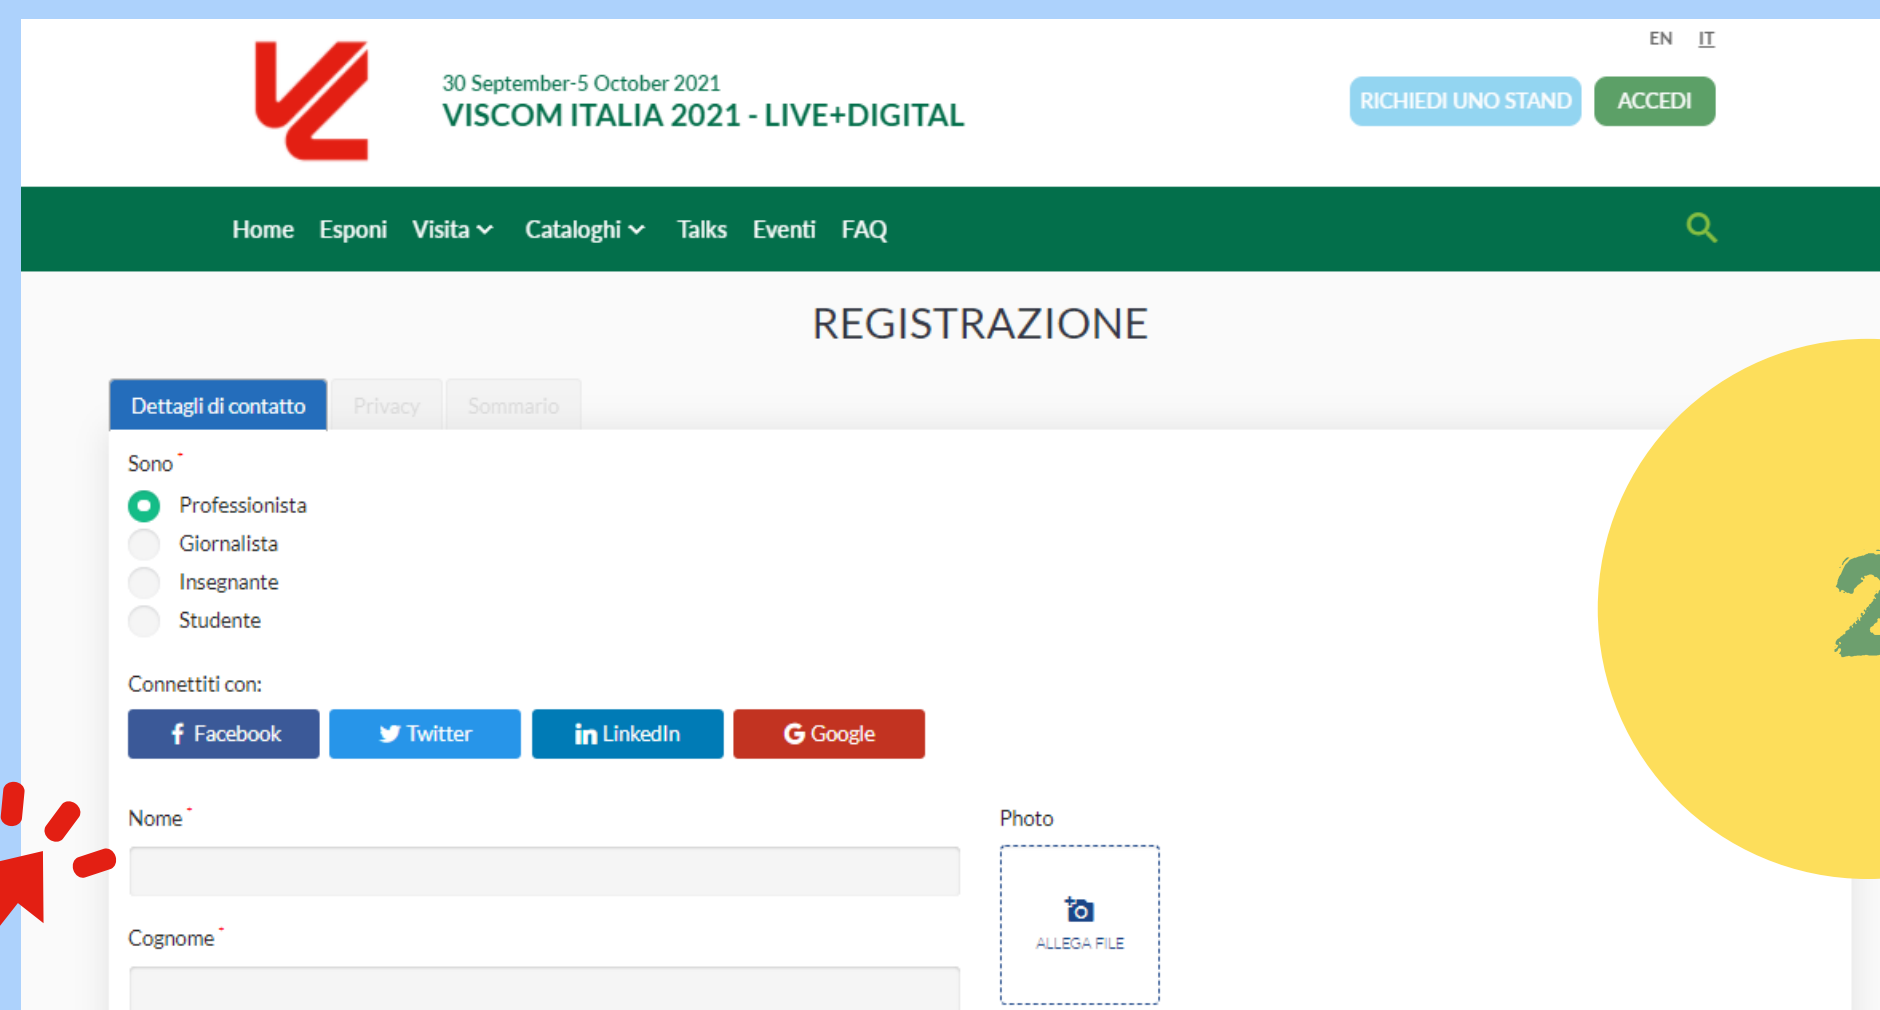 EN IT
30 September-5 October 2021
VISCOM ITALIA 2021 - LIVE+DIGITAL
RICHIEDI UNO STAND ACCEDI
Home Esponi Visita Cataloghi Talks Eventi FAQ
REGISTRAZIONE
Dettagli di contatto Privacy Sommario
Sono *
Professionista
Giornalista
Insegnante
Studente
Connettiti con:
f Facebook Twitter in LinkedIn G Google
Nome *
Photo
ALLEGA FILE
Cognome *
2